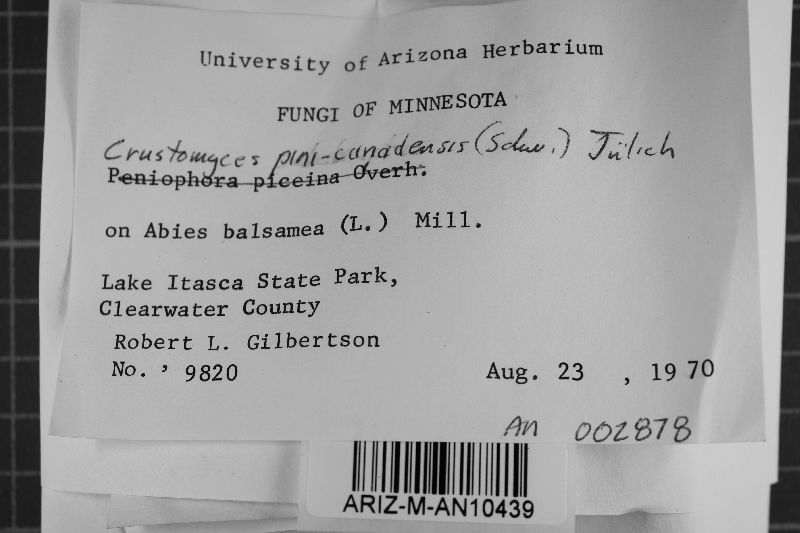 University of Arizona Herbarium
FUNGI OF MINNESOTA
Crustomyces pini-canadensis (Schw.) Jülich
Peniophora piceina Overh.
on Abies balsamea (L.) Mill.
Lake Itasca State Park,
Clearwater County
Robert L. Gilbertson
No. , 9820
Aug. 23 , 1970
An 002878
ARIZ-M-AN10439